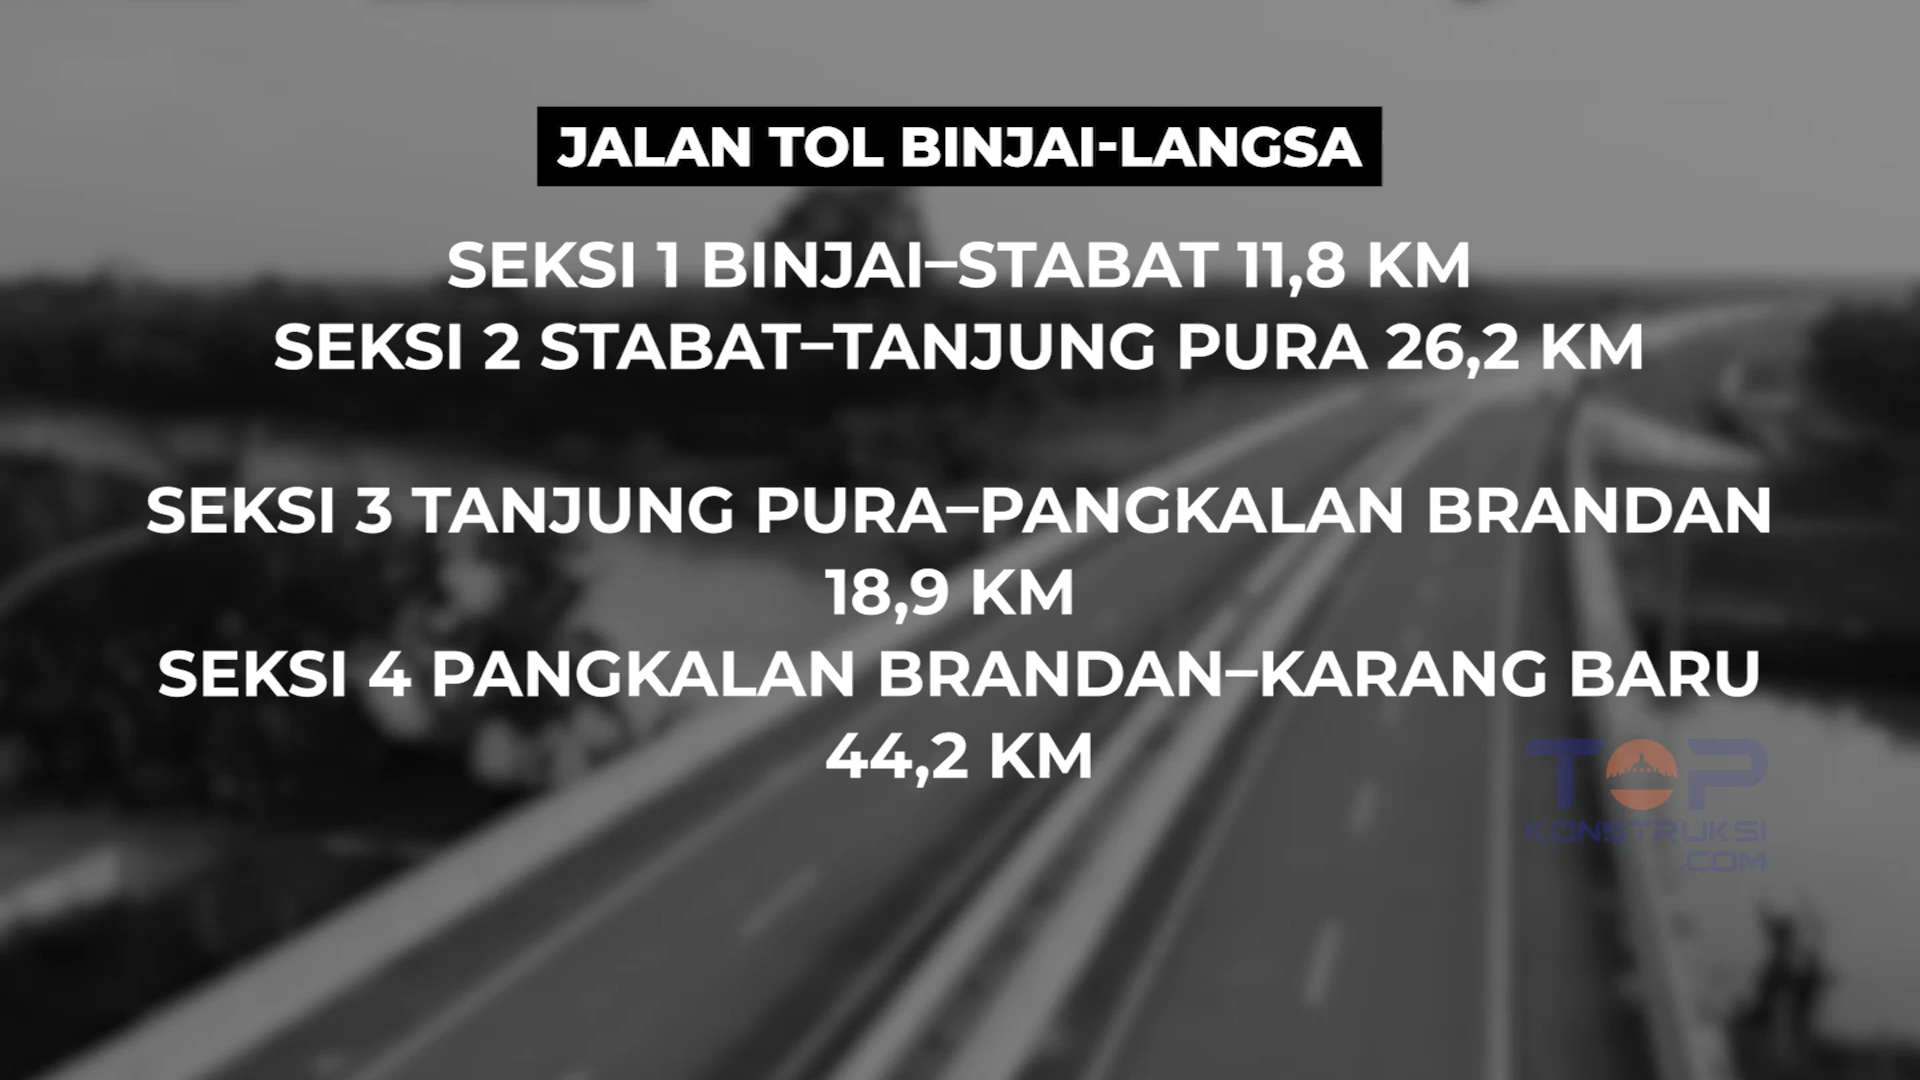 JALAN TOL BINJAI-LANGSA
SEKSI 1 BINJAI–STABAT 11,8 KM
SEKSI 2 STABAT–TANJUNG PURA 26,2 KM
SEKSI 3 TANJUNG PURA–PANGKALAN BRANDAN
18,9 KM
SEKSI 4 PANGKALAN BRANDAN–KARANG BARU
44,2 KM
TOP
KONSTRUKSI
.COM